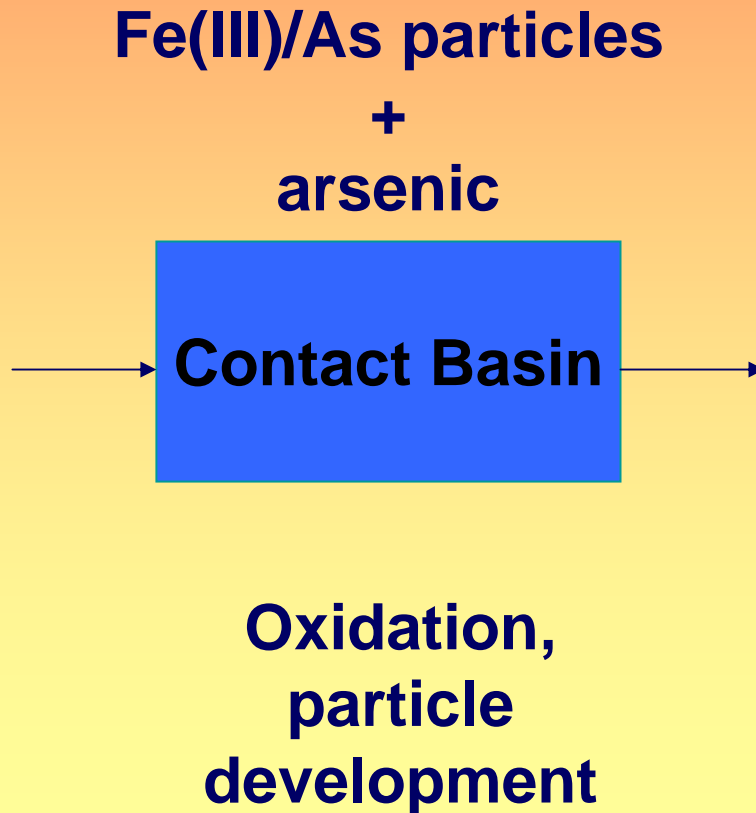 Fe(III)/As particles
+
arsenic
Contact Basin
Oxidation,
particle
development